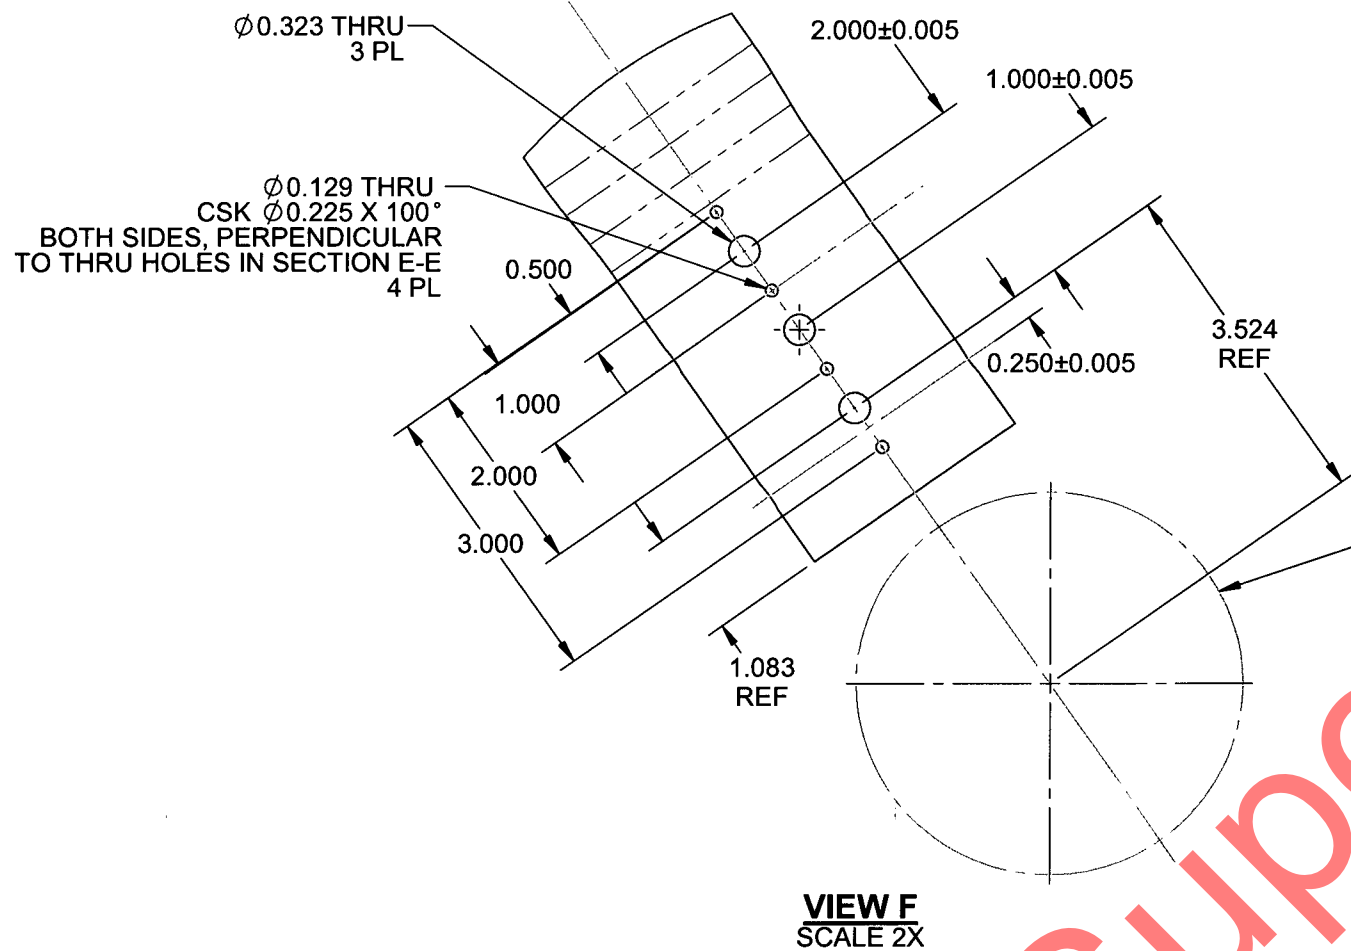 Ø0.323 THRU
3 PL
2.000±0.005
1.000±0.005
Ø0.129 THRU
CSK Ø0.225 X 100°
BOTH SIDES, PERPENDICULAR
TO THRU HOLES IN SECTION E-E
4 PL
0.500
3.524
REF
0.250±0.005
1.000
2.000
3.000
1.083
REF
VIEW F
SCALE 2X